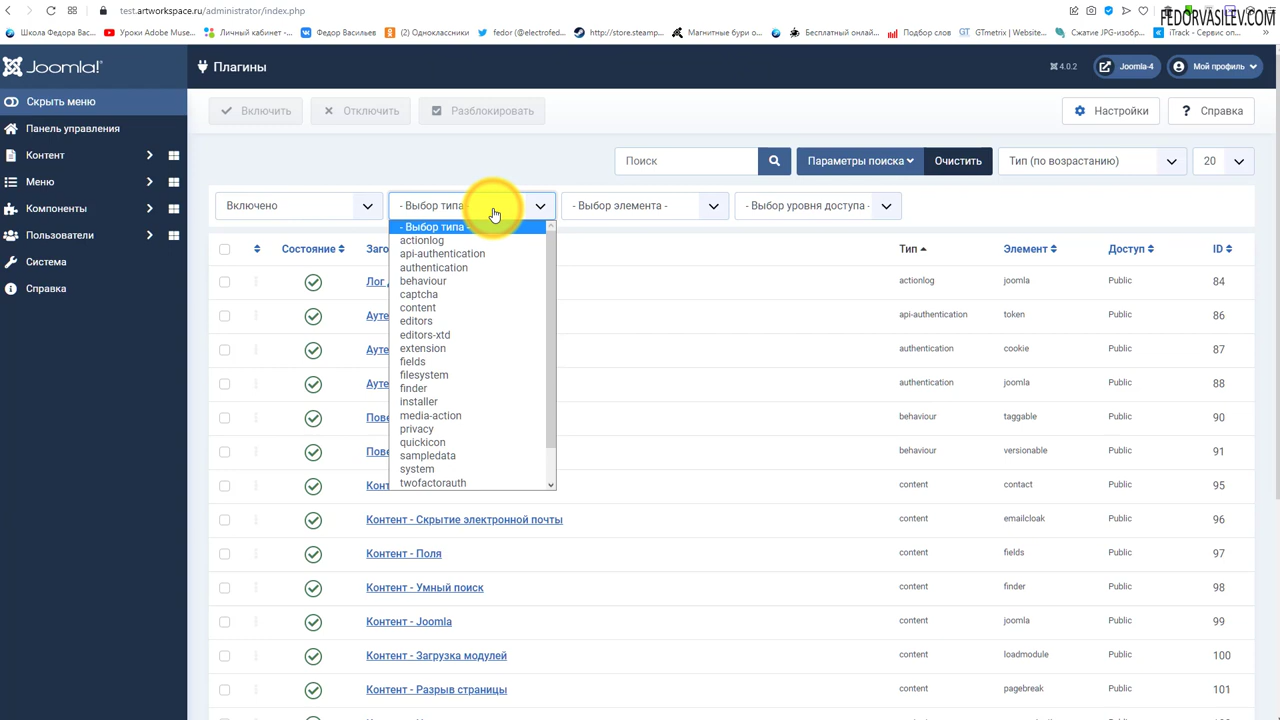 test.artworkspace.ru/administrator/index.php
FEDORVASILEV.COM
Школа Федора Вас...
Уроки Adobe Muse...
Личный кабинет -...
Федор Васильев
(2) Одноклассники
fedor (@electrofed...
http://store.steamp...
Магнитные бури о...
Бесплатный онлай...
Подбор слов
GTmetrix | Website...
Сжатие JPG-изобр...
iTrack - Сервис оп...
Joomla!
Плагины
4.0.2
Joomla-4
Мой профиль
Скрыть меню
Панель управления
Контент
Меню
Компоненты
Пользователи
Система
Справка
Включить
Отключить
Разблокировать
Настройки
? Справка
Поиск
Параметры поиска
Очистить
Тип (по возрастанию)
20
Включено
- Выбор типа -
- Выбор элемента -
- Выбор уровня доступа -
- Выбор типа -
actionlog
api-authentication
authentication
behaviour
captcha
content
editors
editors-xtd
extension
fields
filesystem
finder
installer
media-action
privacy
quickicon
sampledata
system
twofactorauth
Состояние
Заго
Тип
Элемент
Доступ
ID
Лог
actionlog
joomla
Public
84
Ауте
api-authentication
token
Public
86
Ауте
authentication
cookie
Public
87
Ауте
authentication
joomla
Public
88
Пове
behaviour
taggable
Public
90
Пове
behaviour
versionable
Public
91
Конт
content
contact
Public
95
Контент - Скрытие электронной почты
content
emailcloak
Public
96
Контент - Поля
content
fields
Public
97
Контент - Умный поиск
content
finder
Public
98
Контент - Joomla
content
joomla
Public
99
Контент - Загрузка модулей
content
loadmodule
Public
100
Контент - Разрыв страницы
content
pagebreak
Public
101